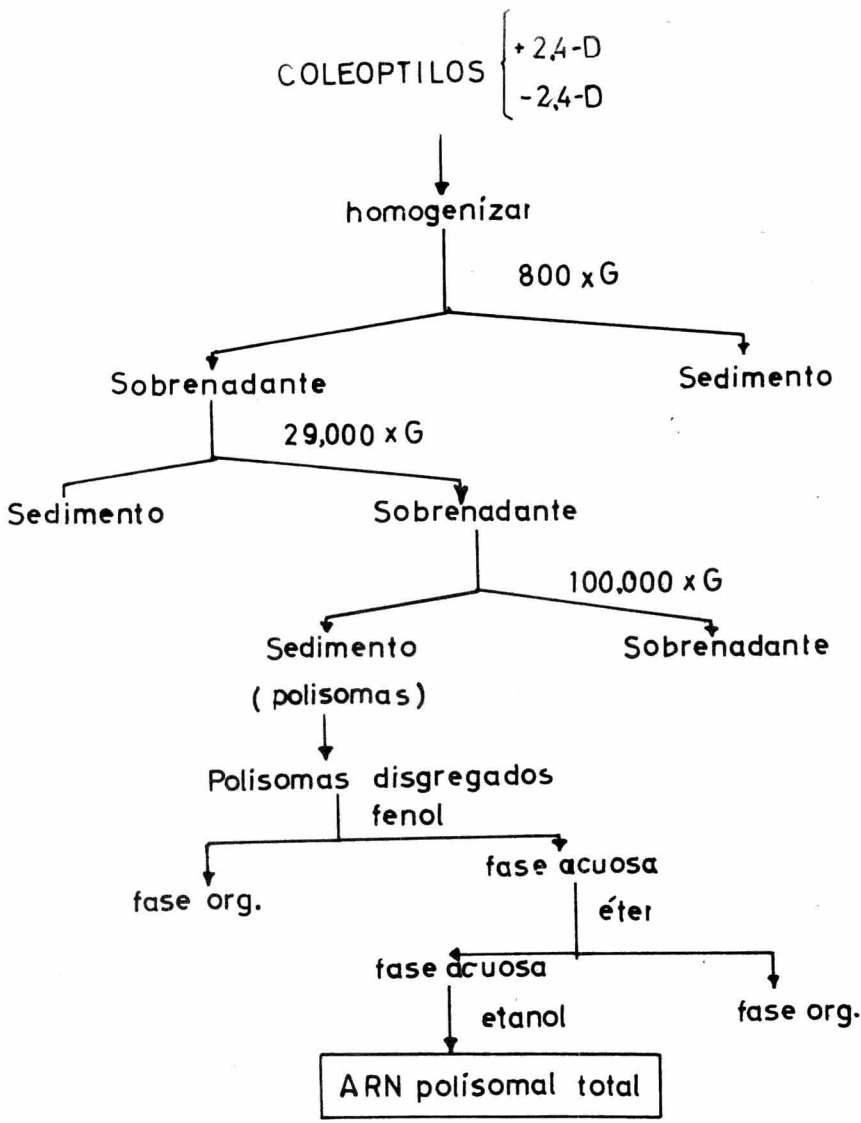 COLEOPTILOS
+ 2,4-D
- 2,4-D
homogenízar
800 x G
Sobrenadante
Sedimento
29,000 x G
Sedimento
Sobrenadante
100,000 x G
Sedimento
(polisomas)
Sobrenadante
Polisomas disgregados
fenol
fase org.
fase acuosa
éter
fase acuosa
fase org.
etanol
ARN polisomal total